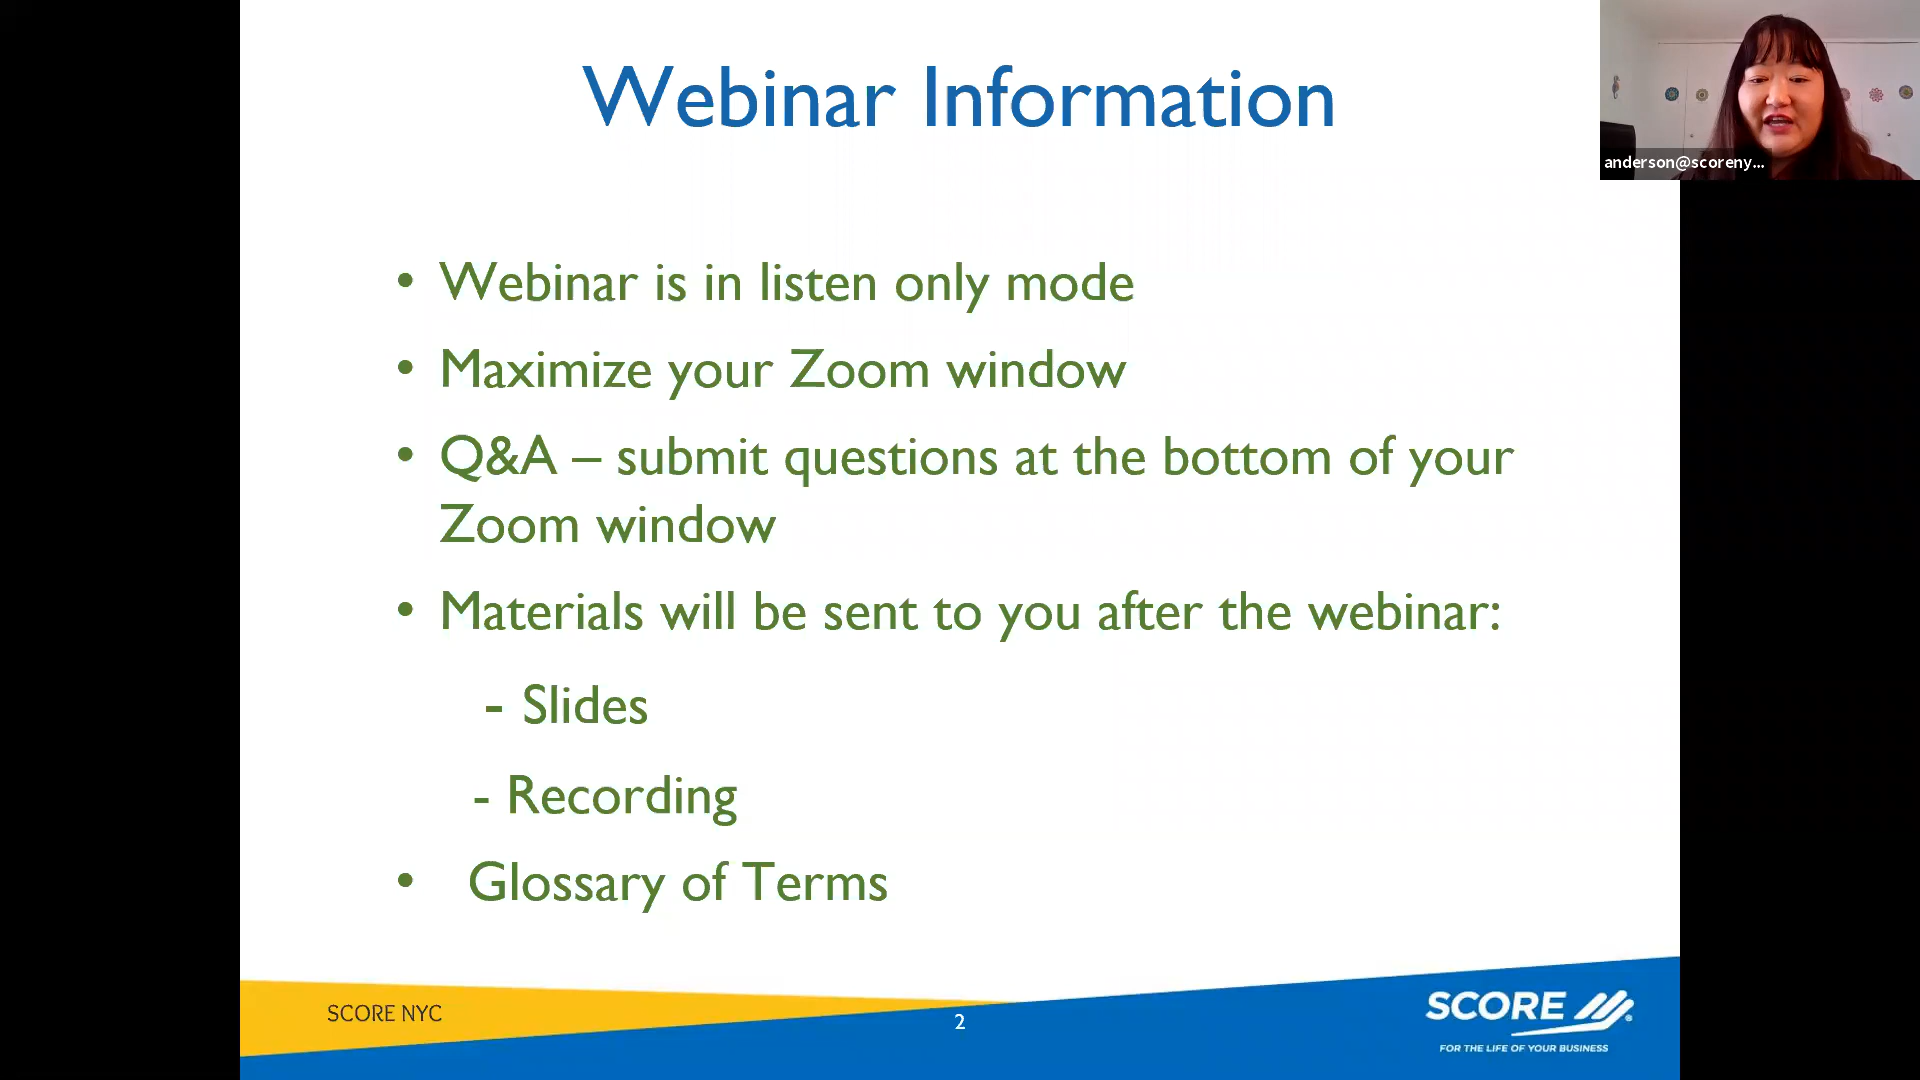 Webinar Information
anderson@scoreny...
• Webinar is in listen only mode
• Maximize your Zoom window
• Q&A – submit questions at the bottom of your
Zoom window
• Materials will be sent to you after the webinar:
- Slides
- Recording
• Glossary of Terms
SCORE NYC
2
SCORE
FOR THE LIFE OF YOUR BUSINESS